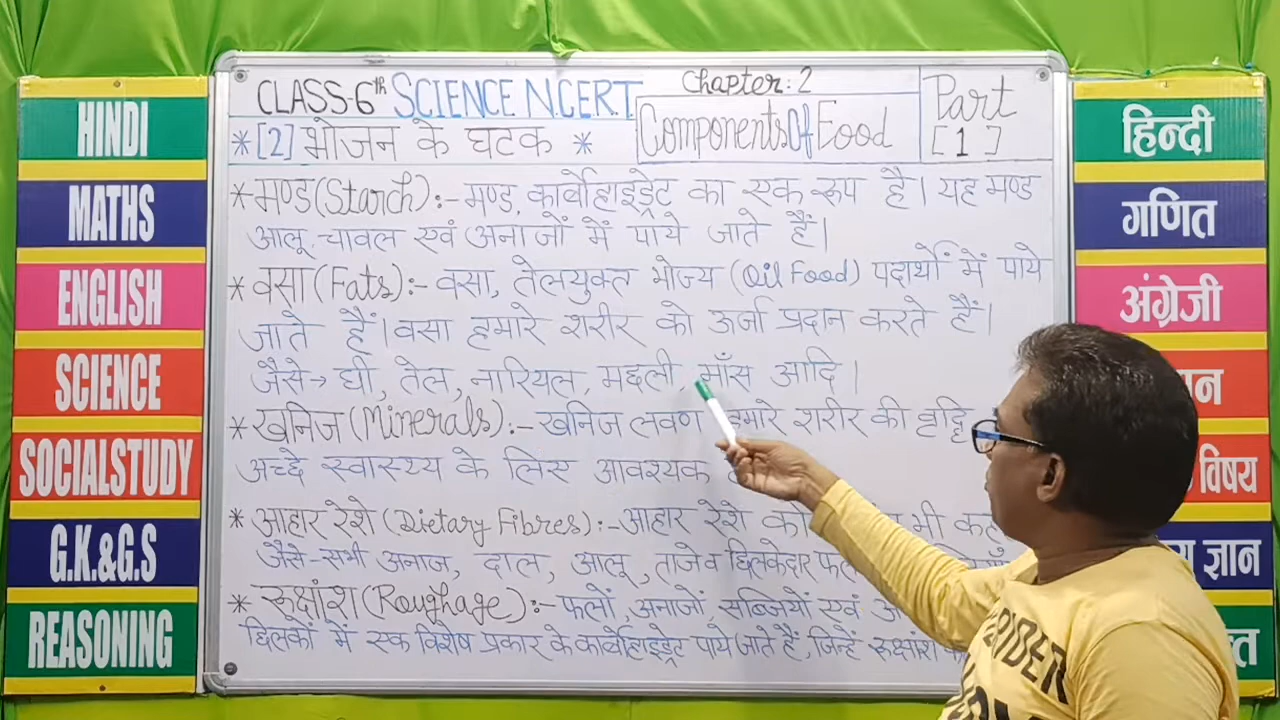 HINDI
MATHS
ENGLISH
SCIENCE
SOCIALSTUDY
G.K.&G.S
REASONING
CLASS-6th SCIENCE N.C.E.R.T
Chapter:2
Part
[1]
*[2] भोजन के घटक *
Components Of Food
* मण्ड (Starch):- मण्ड, कार्बोहाइड्रेट का एक रूप है। यह मण्ड
आलू, चावल एवं अनाजों में पाये जाते हैं।
* वसा (Fats):- वसा, तेलयुक्त भोज्य (Oil Food) पदार्थों में पाये
जाते हैं। वसा हमारे शरीर को ऊर्जा प्रदान करते हैं।
जैसे→ घी, तेल, नारियल, मछली, माँस आदि।
* खनिज (Minerals):- खनिज लवण हमारे शरीर की वृद्धि
अच्छे स्वास्थ्य के लिए आवश्यक
* आहार रेशे (Dietary Fibres):- आहार रेशे को भी
जैसे-सभी अनाज, दाल, आलू, ताजे व छिलकेदार फल
* रूक्षांश (Roughage):- फलों, अनाजों सब्जियों एवं
छिलकों में एक विशेष प्रकार के कार्बोहाइड्रेट पाये जाते हैं, जिन्हें रूक्षांश
हिन्दी
गणित
अंग्रेजी
विषय
ज्ञान